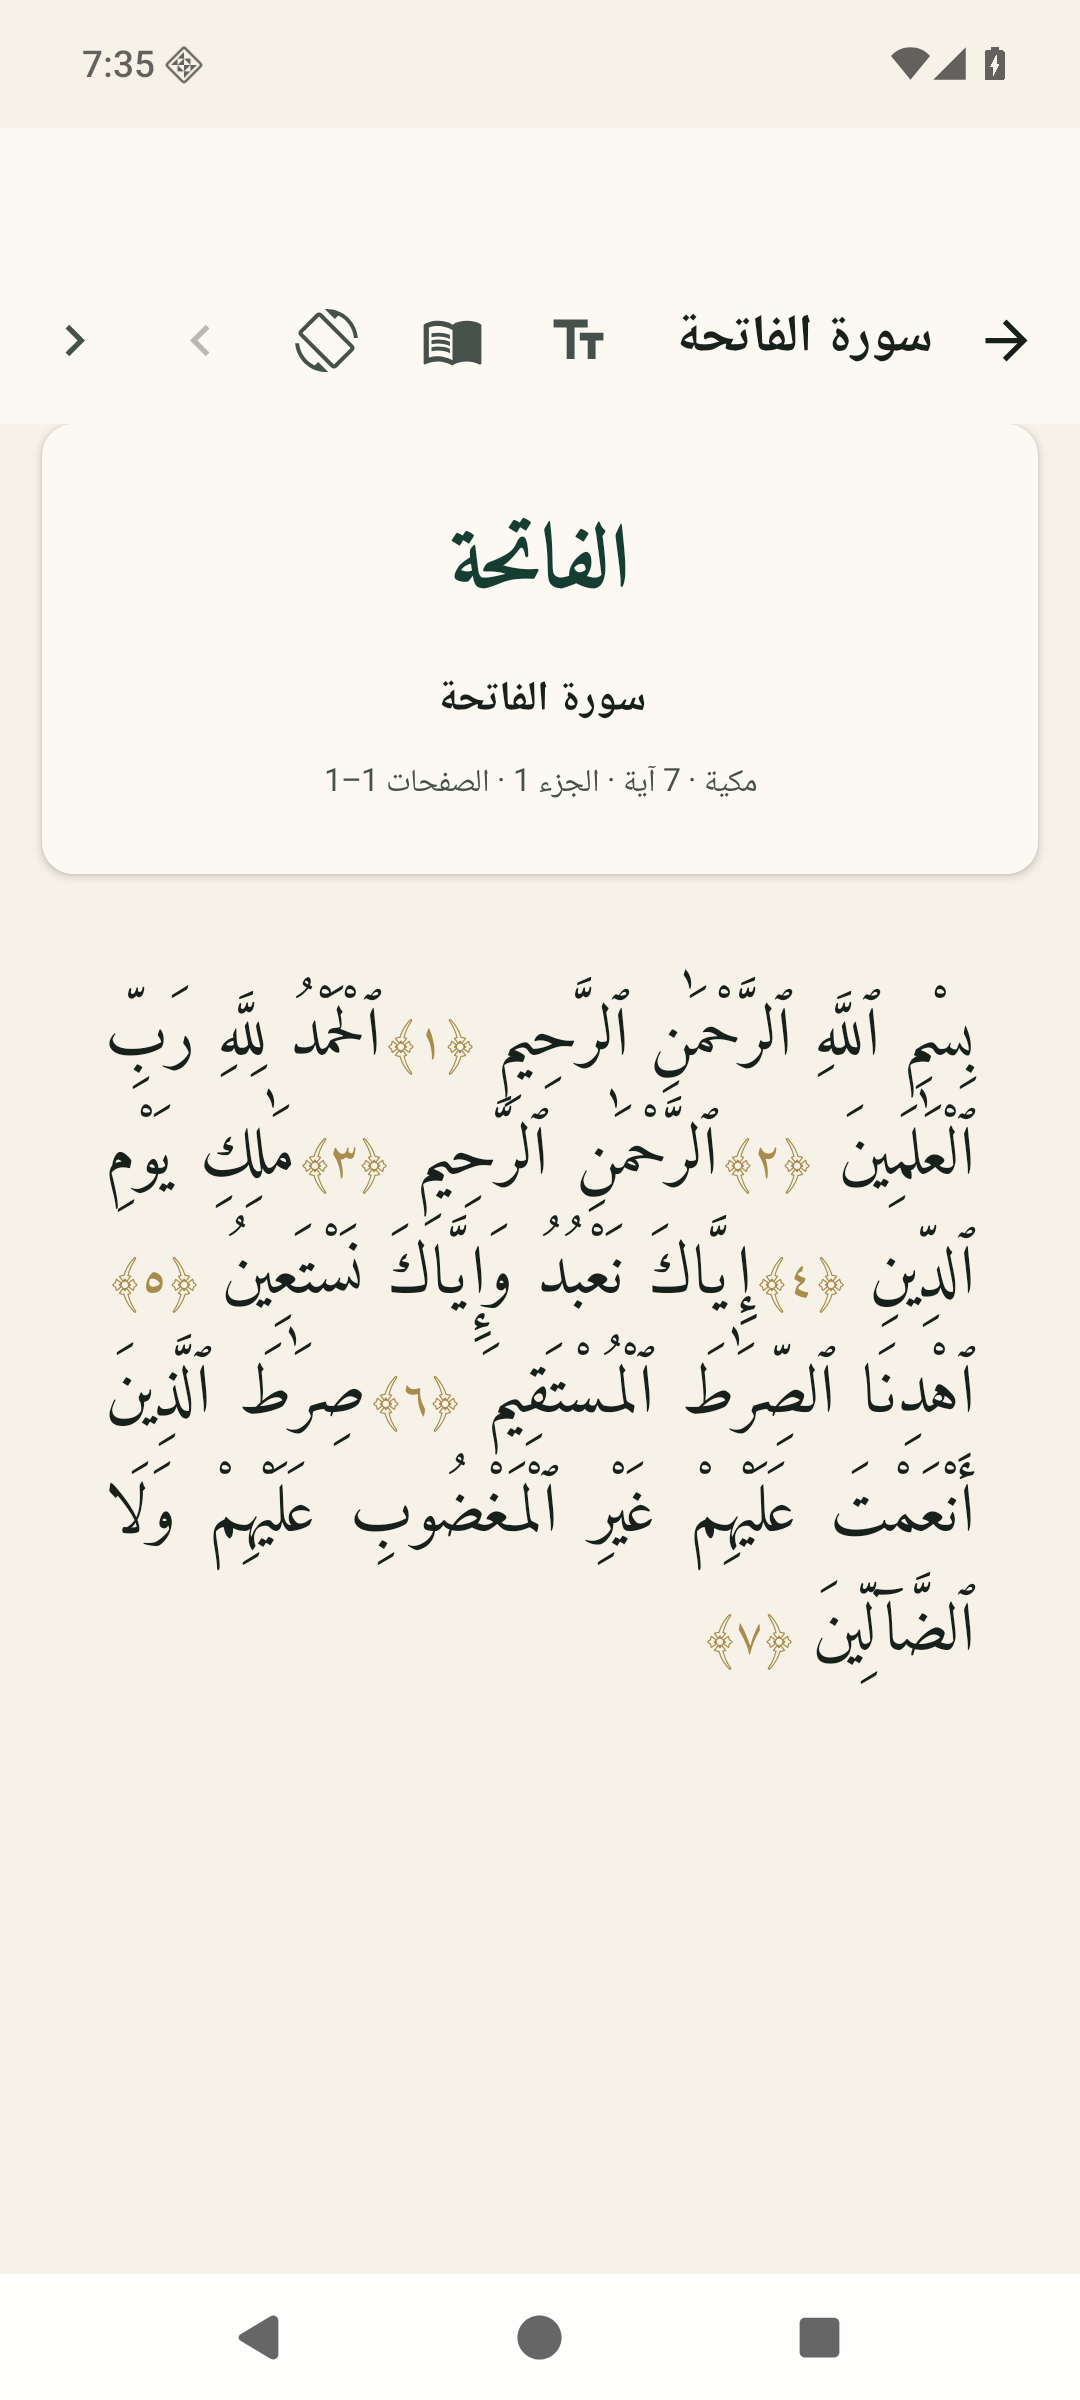 7:35
سورة الفاتحة
الفاتحة
سورة الفاتحة
مكية · 7 آية · الجزء 1 · الصفحات 1–1
بِسْمِ ٱللَّهِ ٱلرَّحْمَٰنِ ٱلرَّحِيمِ ﴿١﴾ ٱلْحَمْدُ لِلَّهِ رَبِّ
ٱلْعَٰلَمِينَ ﴿٢﴾ ٱلرَّحْمَٰنِ ٱلرَّحِيمِ ﴿٣﴾ مَٰلِكِ يَوْمِ
ٱلدِّينِ ﴿٤﴾ إِيَّاكَ نَعْبُدُ وَإِيَّاكَ نَسْتَعِينُ ﴿٥﴾
ٱهْدِنَا ٱلصِّرَٰطَ ٱلْمُسْتَقِيمَ ﴿٦﴾ صِرَٰطَ ٱلَّذِينَ
أَنْعَمْتَ عَلَيْهِمْ غَيْرِ ٱلْمَغْضُوبِ عَلَيْهِمْ وَلَا
ٱلضَّآلِّينَ ﴿٧﴾